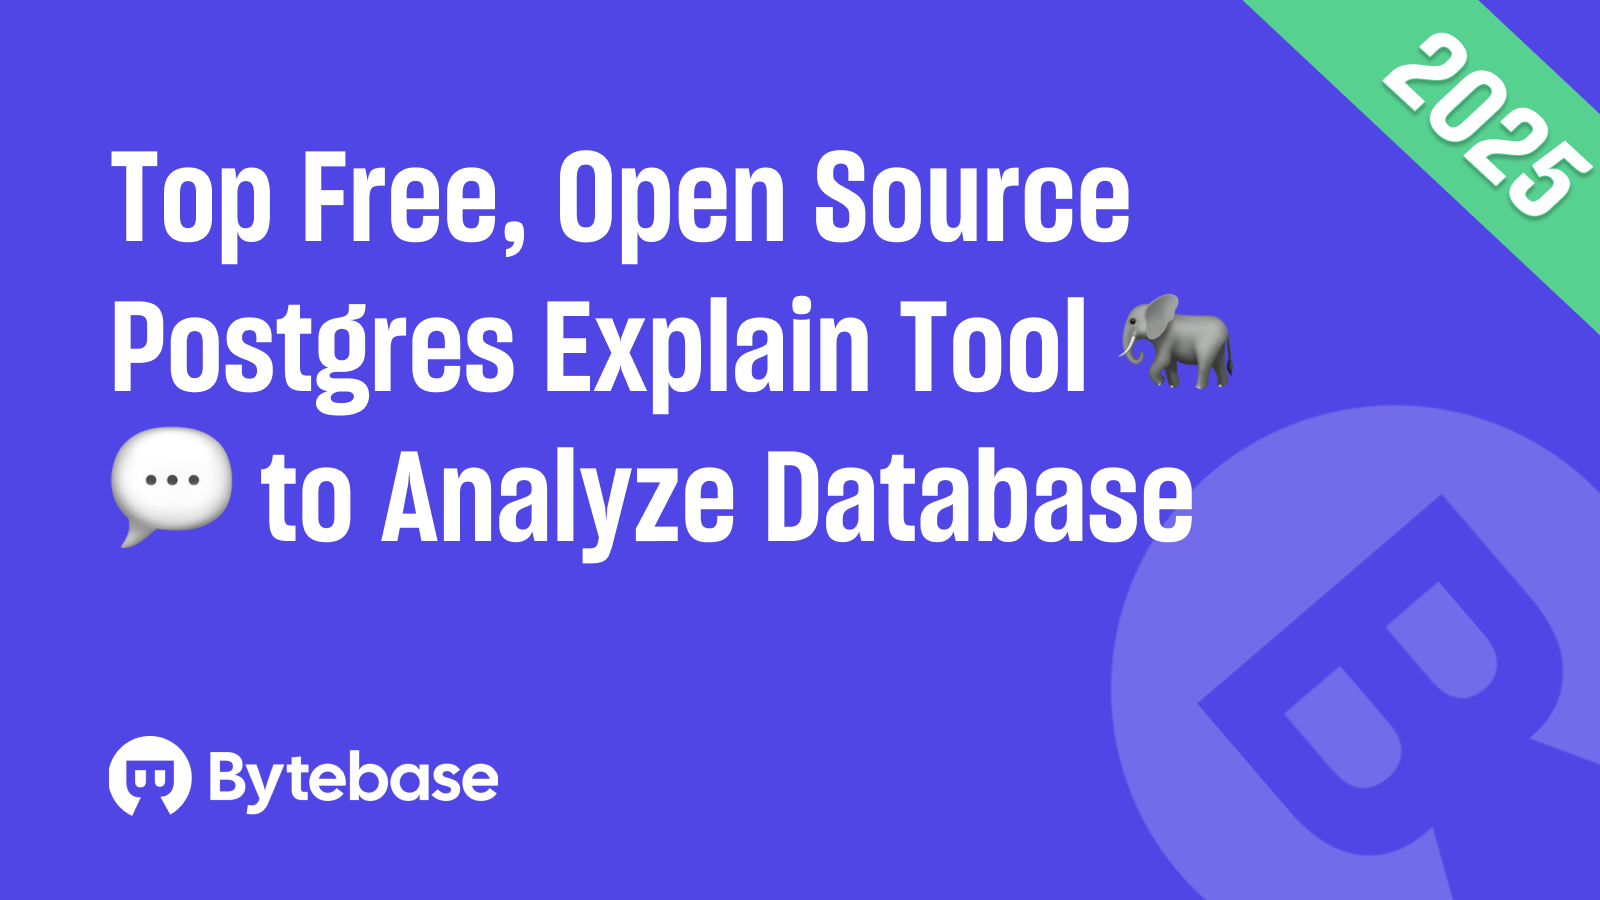 2025
Top Free, Open Source
Postgres Explain Tool 🐘
💬 to Analyze Database
Bytebase